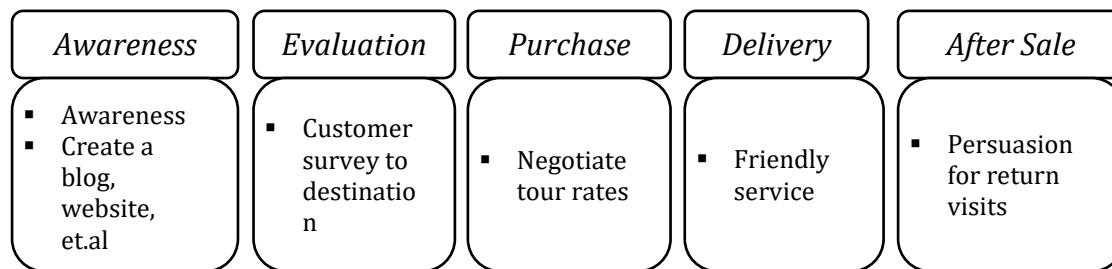 Awareness
Evaluation
Purchase
Delivery
After Sale
▪ Awareness
▪ Create a
blog,
website,
et.al
▪ Customer
survey to
destinatio
n
▪ Negotiate
tour rates
▪ Friendly
service
▪ Persuasion
for return
visits